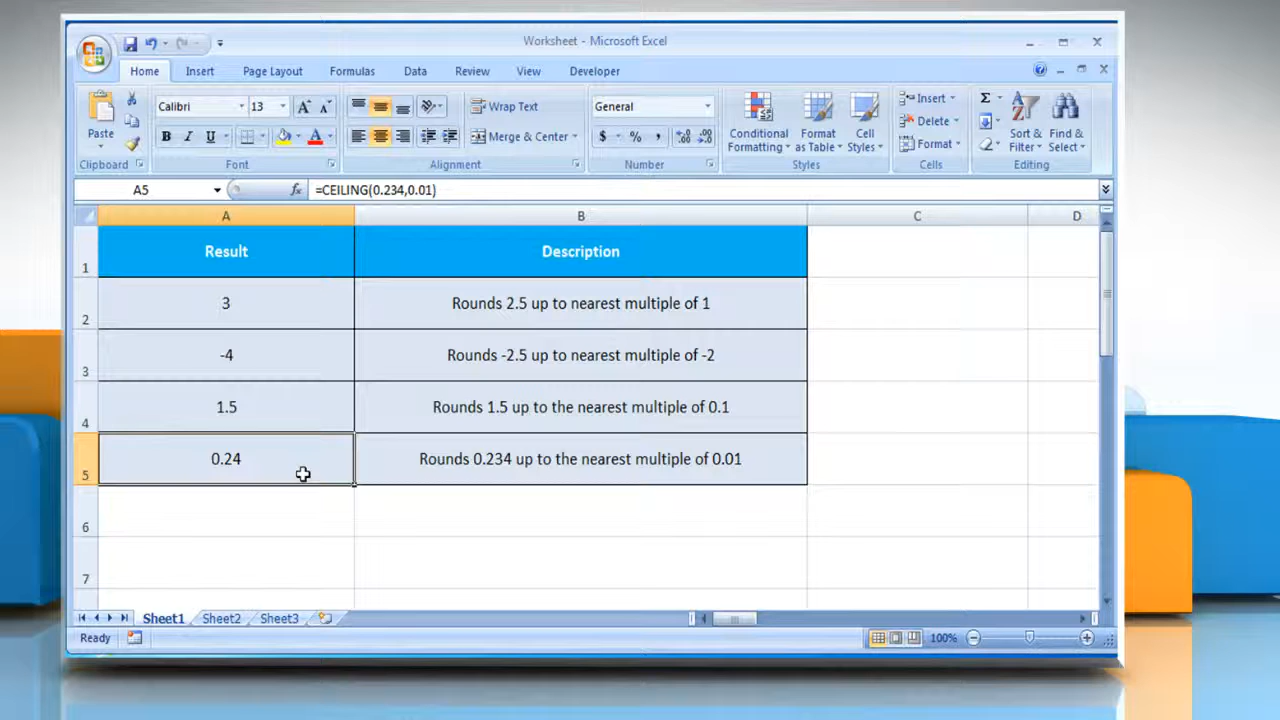 Worksheet - Microsoft Excel
Home Insert Page Layout Formulas Data Review View Developer
Paste
Clipboard
Calibri 13
B I U
Font
Wrap Text
Merge & Center
Alignment
General
$ % ,
Number
Conditional Formatting
Format as Table
Cell Styles
Styles
Insert
Delete
Format
Cells
Σ
Sort & Filter
Find & Select
Editing
A5 fx =CEILING(0.234,0.01)
A B C D
1 Result Description
2 3 Rounds 2.5 up to nearest multiple of 1
3 -4 Rounds -2.5 up to nearest multiple of -2
4 1.5 Rounds 1.5 up to the nearest multiple of 0.1
5 0.24 Rounds 0.234 up to the nearest multiple of 0.01
6
7
Sheet1 Sheet2 Sheet3
Ready 100%